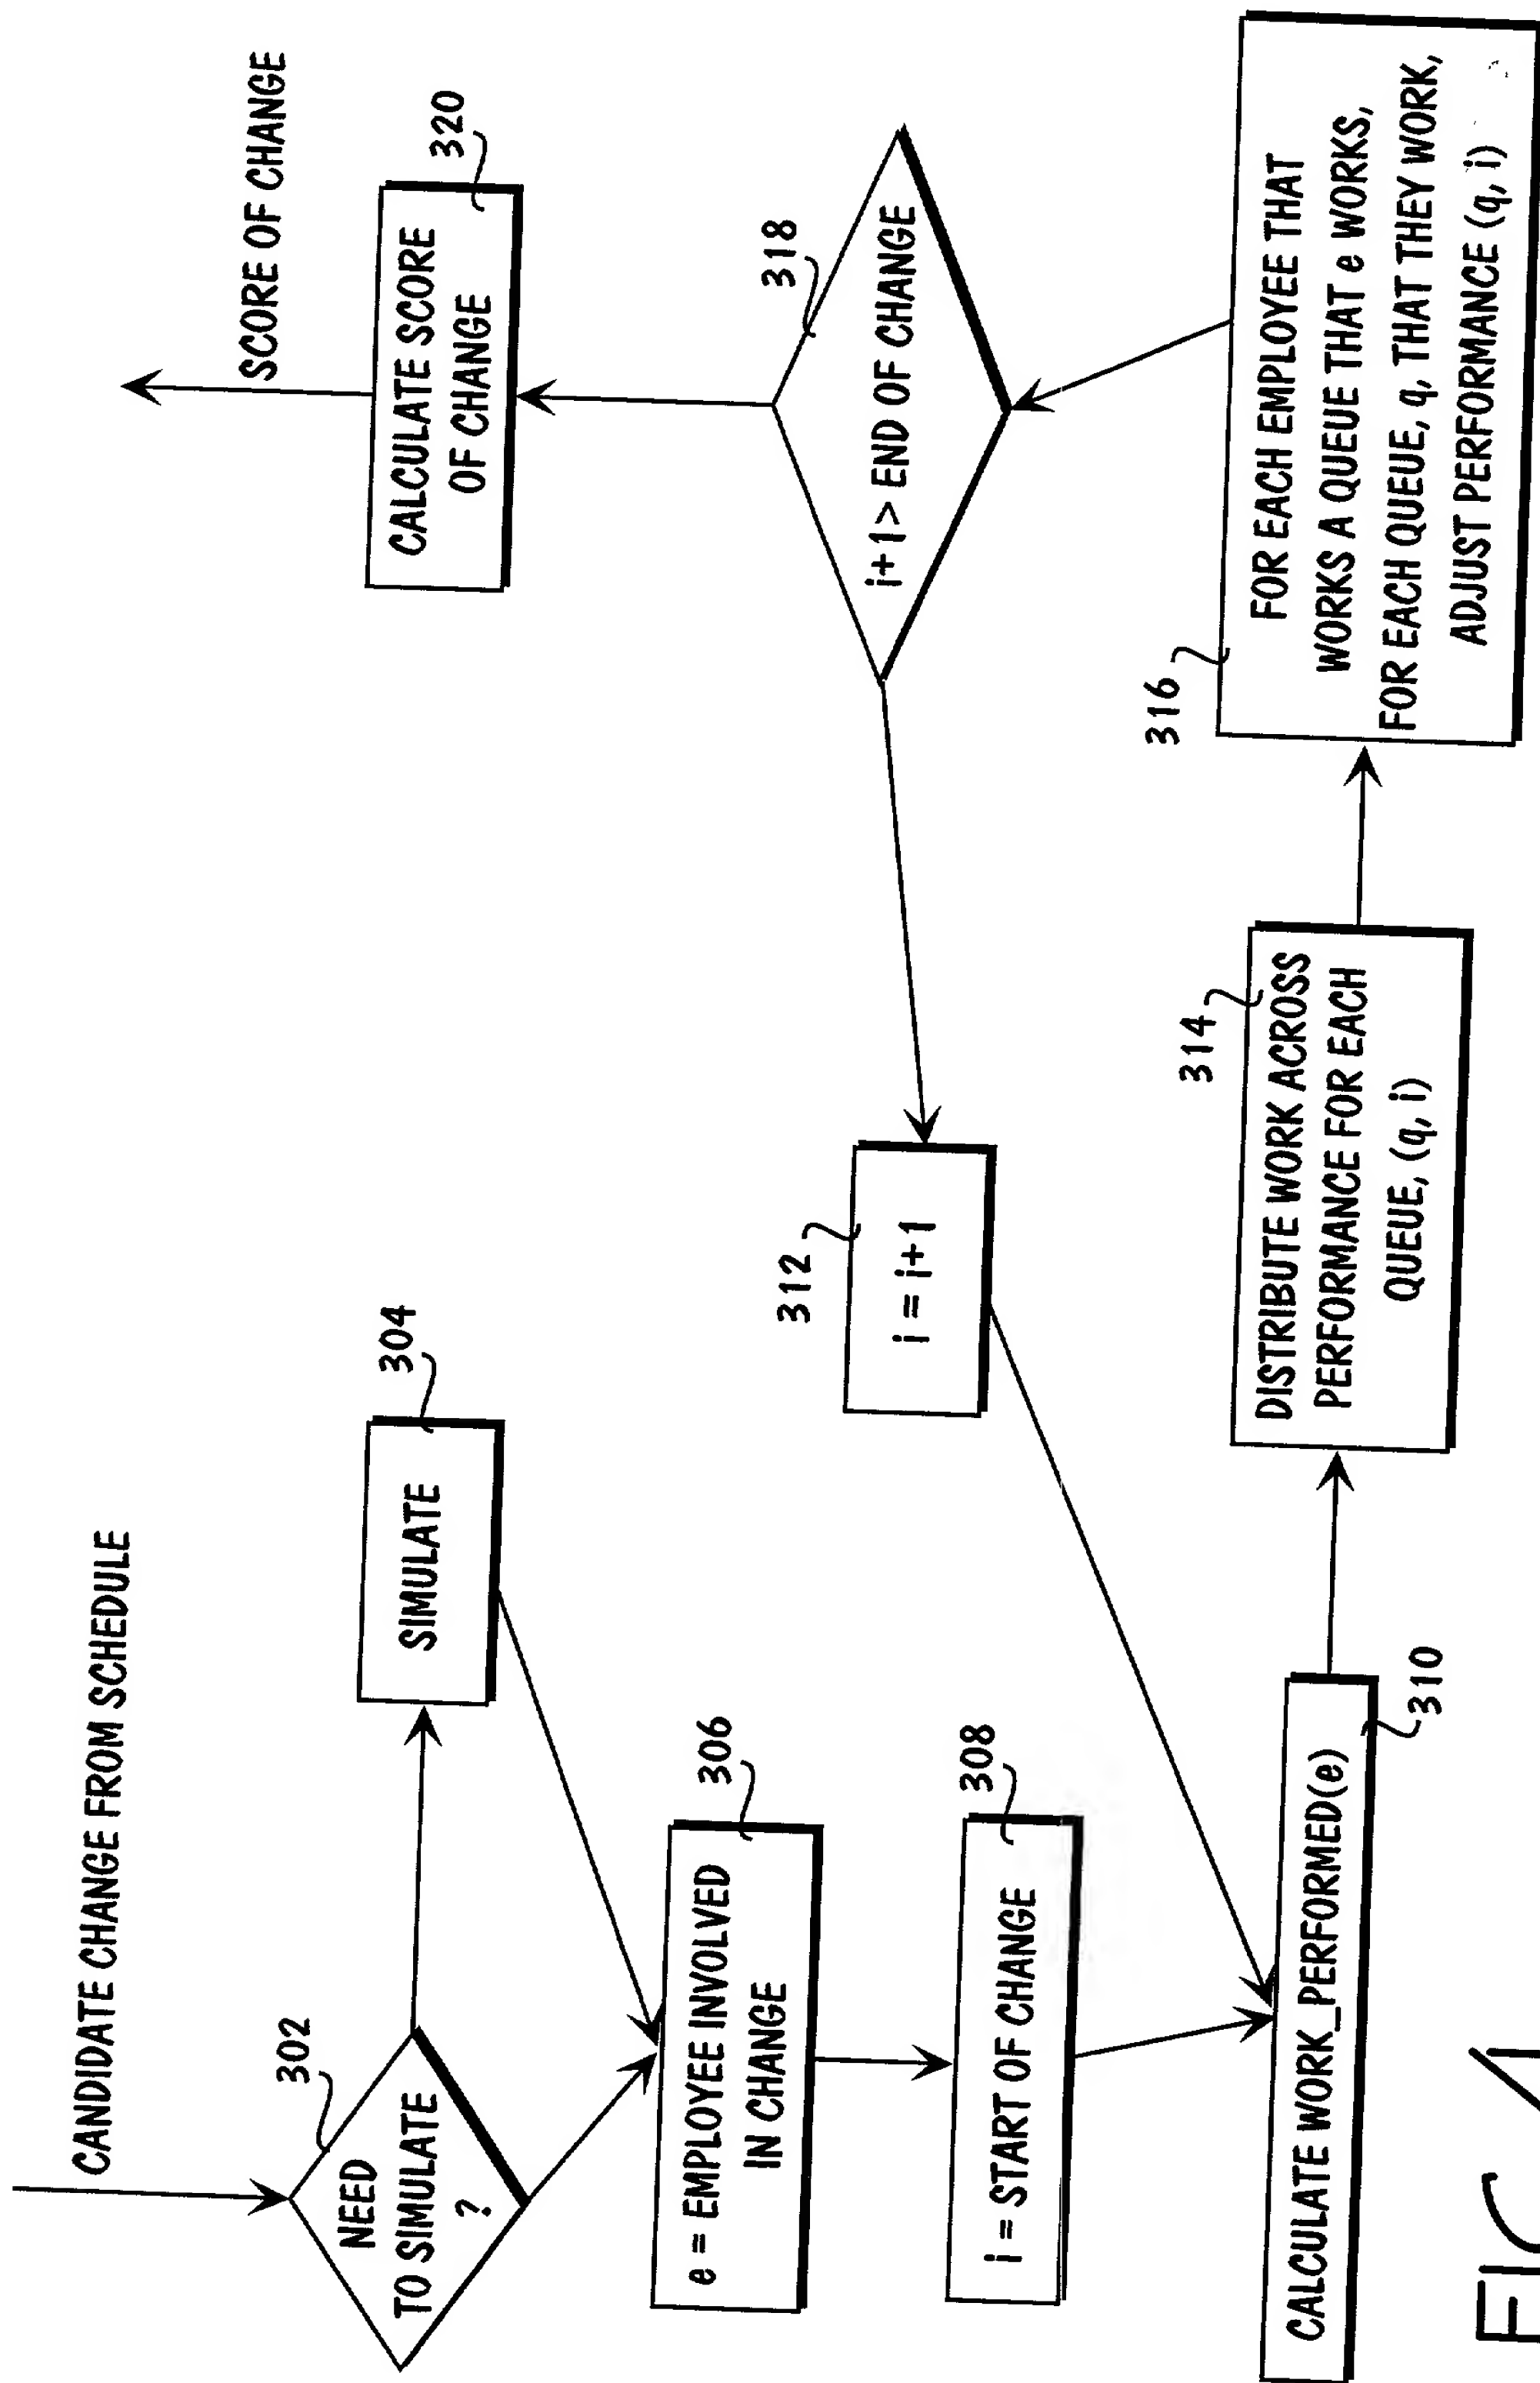 CANDIDATE CHANGE FROM SCHEDULE
302
NEED
TO SIMULATE
?
304
SIMULATE
306
e = EMPLOYEE INVOLVED
IN CHANGE
308
i = START OF CHANGE
CALCULATE WORK_PERFORMED(e)
310
312
i = i+1
314
DISTRIBUTE WORK ACROSS
PERFORMANCE FOR EACH
QUEUE, (q, i)
316
FOR EACH EMPLOYEE THAT
WORKS A QUEUE THAT e WORKS,
FOR EACH QUEUE, q, THAT THEY WORK,
ADJUST PERFORMANCE (q, i)
318
i+1 > END OF CHANGE
320
CALCULATE SCORE
OF CHANGE
SCORE OF CHANGE